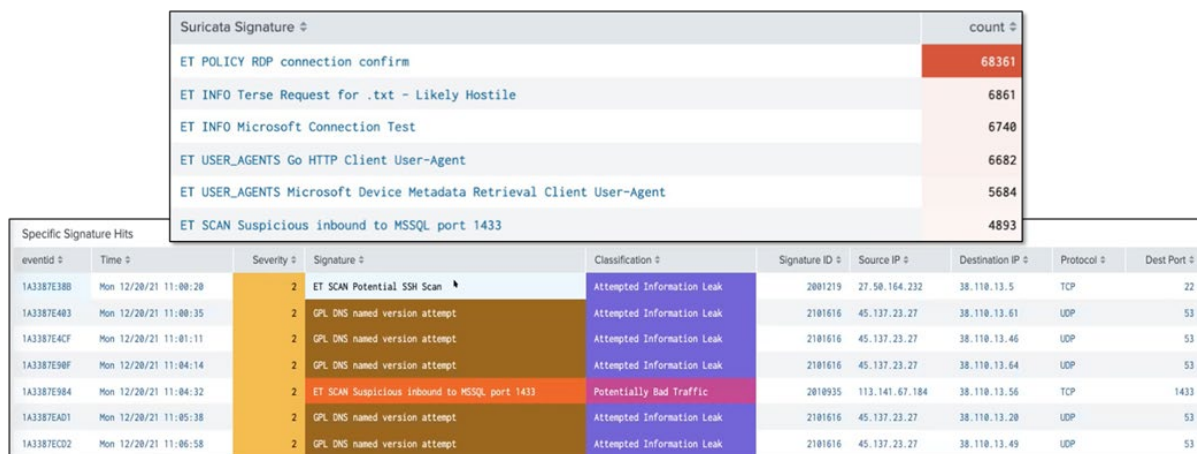 Suricata Signature count
ET POLICY RDP connection confirm 68361
ET INFO Terse Request for .txt - Likely Hostile 6861
ET INFO Microsoft Connection Test 6740
ET USER_AGENTS Go HTTP Client User-Agent 6682
ET USER_AGENTS Microsoft Device Metadata Retrieval Client User-Agent 5684
ET SCAN Suspicious inbound to MSSQL port 1433 4893
Specific Signature Hits
eventid Time Severity Signature Classification Signature ID Source IP Destination IP Protocol Dest Port
1A3387E38B Mon 12/20/21 11:00:20 2 ET SCAN Potential SSH Scan Attempted Information Leak 2001219 27.50.164.232 38.110.13.5 TCP 22
1A3387E403 Mon 12/20/21 11:00:35 2 GPL DNS named version attempt Attempted Information Leak 2101616 45.137.23.27 38.110.13.61 UDP 53
1A3387E4CF Mon 12/20/21 11:01:11 2 GPL DNS named version attempt Attempted Information Leak 2101616 45.137.23.27 38.110.13.46 UDP 53
1A3387E90F Mon 12/20/21 11:04:14 2 GPL DNS named version attempt Attempted Information Leak 2101616 45.137.23.27 38.110.13.64 UDP 53
1A3387E984 Mon 12/20/21 11:04:32 2 ET SCAN Suspicious inbound to MSSQL port 1433 Potentially Bad Traffic 2010935 113.141.67.184 38.110.13.56 TCP 1433
1A3387EAD1 Mon 12/20/21 11:05:38 2 GPL DNS named version attempt Attempted Information Leak 2101616 45.137.23.27 38.110.13.20 UDP 53
1A3387ECD2 Mon 12/20/21 11:06:58 2 GPL DNS named version attempt Attempted Information Leak 2101616 45.137.23.27 38.110.13.49 UDP 53